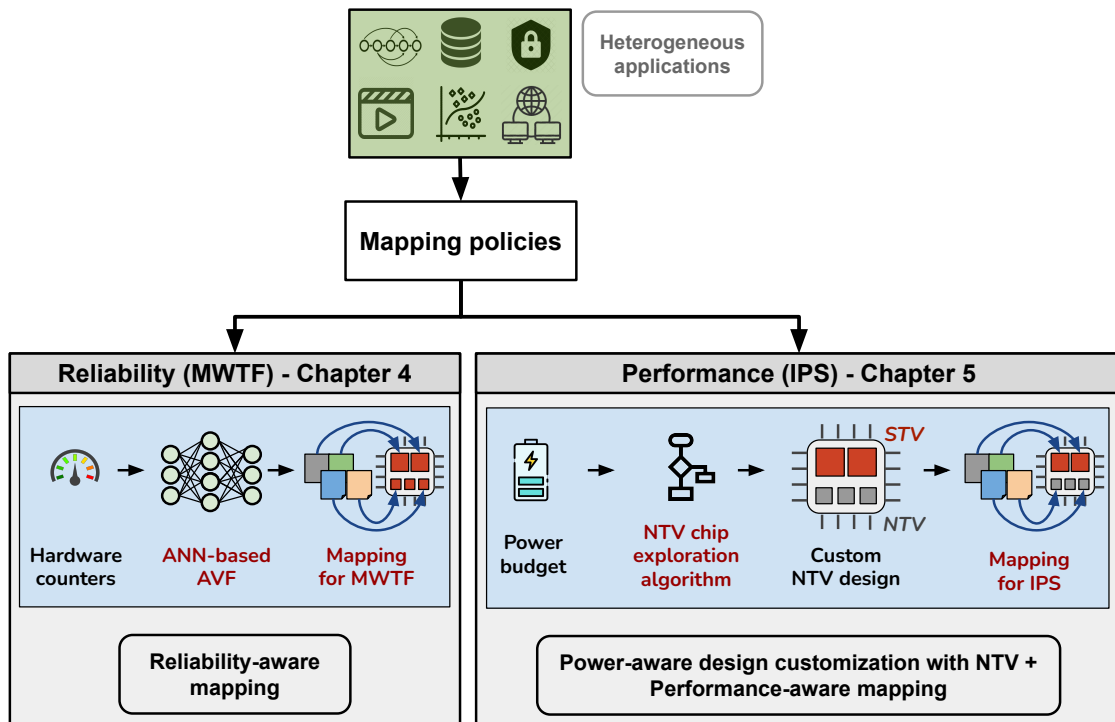 Heterogeneous
applications
Mapping policies
Reliability (MWTF) - Chapter 4
Hardware
counters
ANN-based
AVF
Mapping
for MWTF
Reliability-aware
mapping
Performance (IPS) - Chapter 5
STV
NTV
Power
budget
NTV chip
exploration
algorithm
Custom
NTV design
Mapping
for IPS
Power-aware design customization with NTV +
Performance-aware mapping